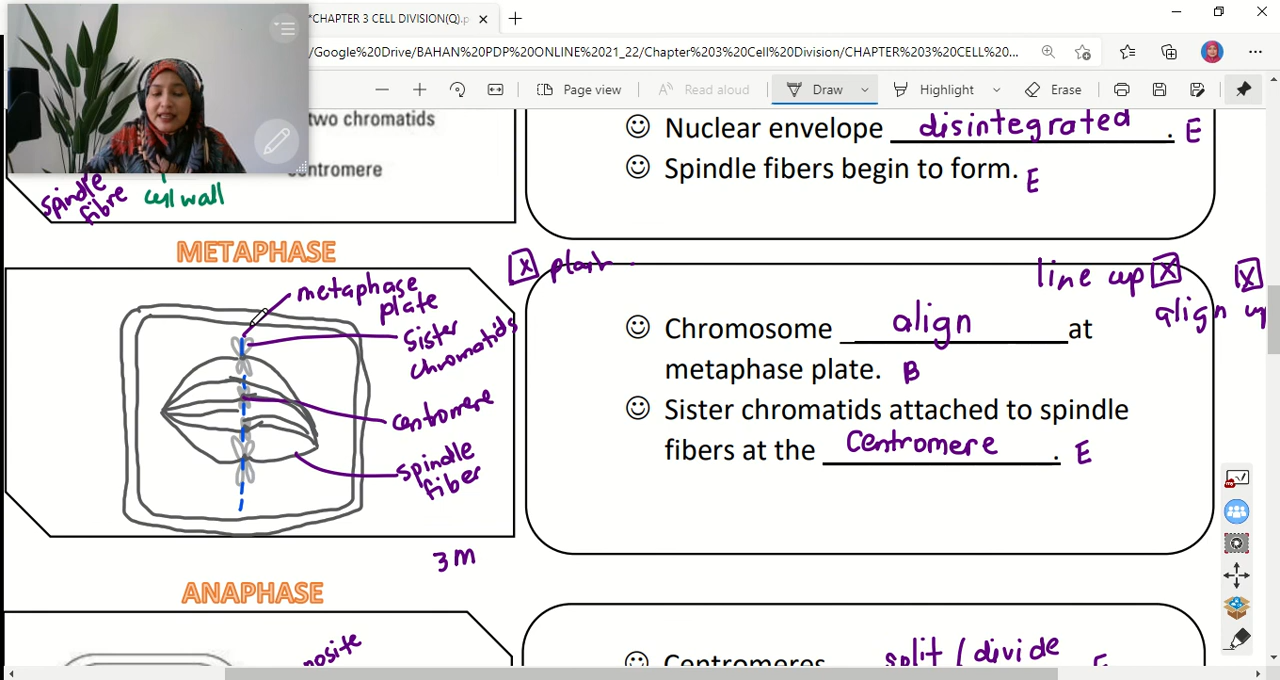 *CHAPTER 3 CELL DIVISION(Q).p
/Google%20Drive/BAHAN%20PDP%20ONLINE%2021_22/Chapter%203%20Cell%20Division/CHAPTER%203%20CELL%20...
Page view
Read aloud
Draw
Highlight
Erase
two chromatids
centromere
spindle
fibre
cell wall
Nuclear envelope disintegrated. E
Spindle fibers begin to form. E
METAPHASE
metaphase
plate
Sister
chromatids
centromere
spindle
fiber
3 M
X plate
line up X
X
align up
Chromosome align at
metaphase plate. B
Sister chromatids attached to spindle
fibers at the Centromere. E
ANAPHASE
Centromeres split / divide